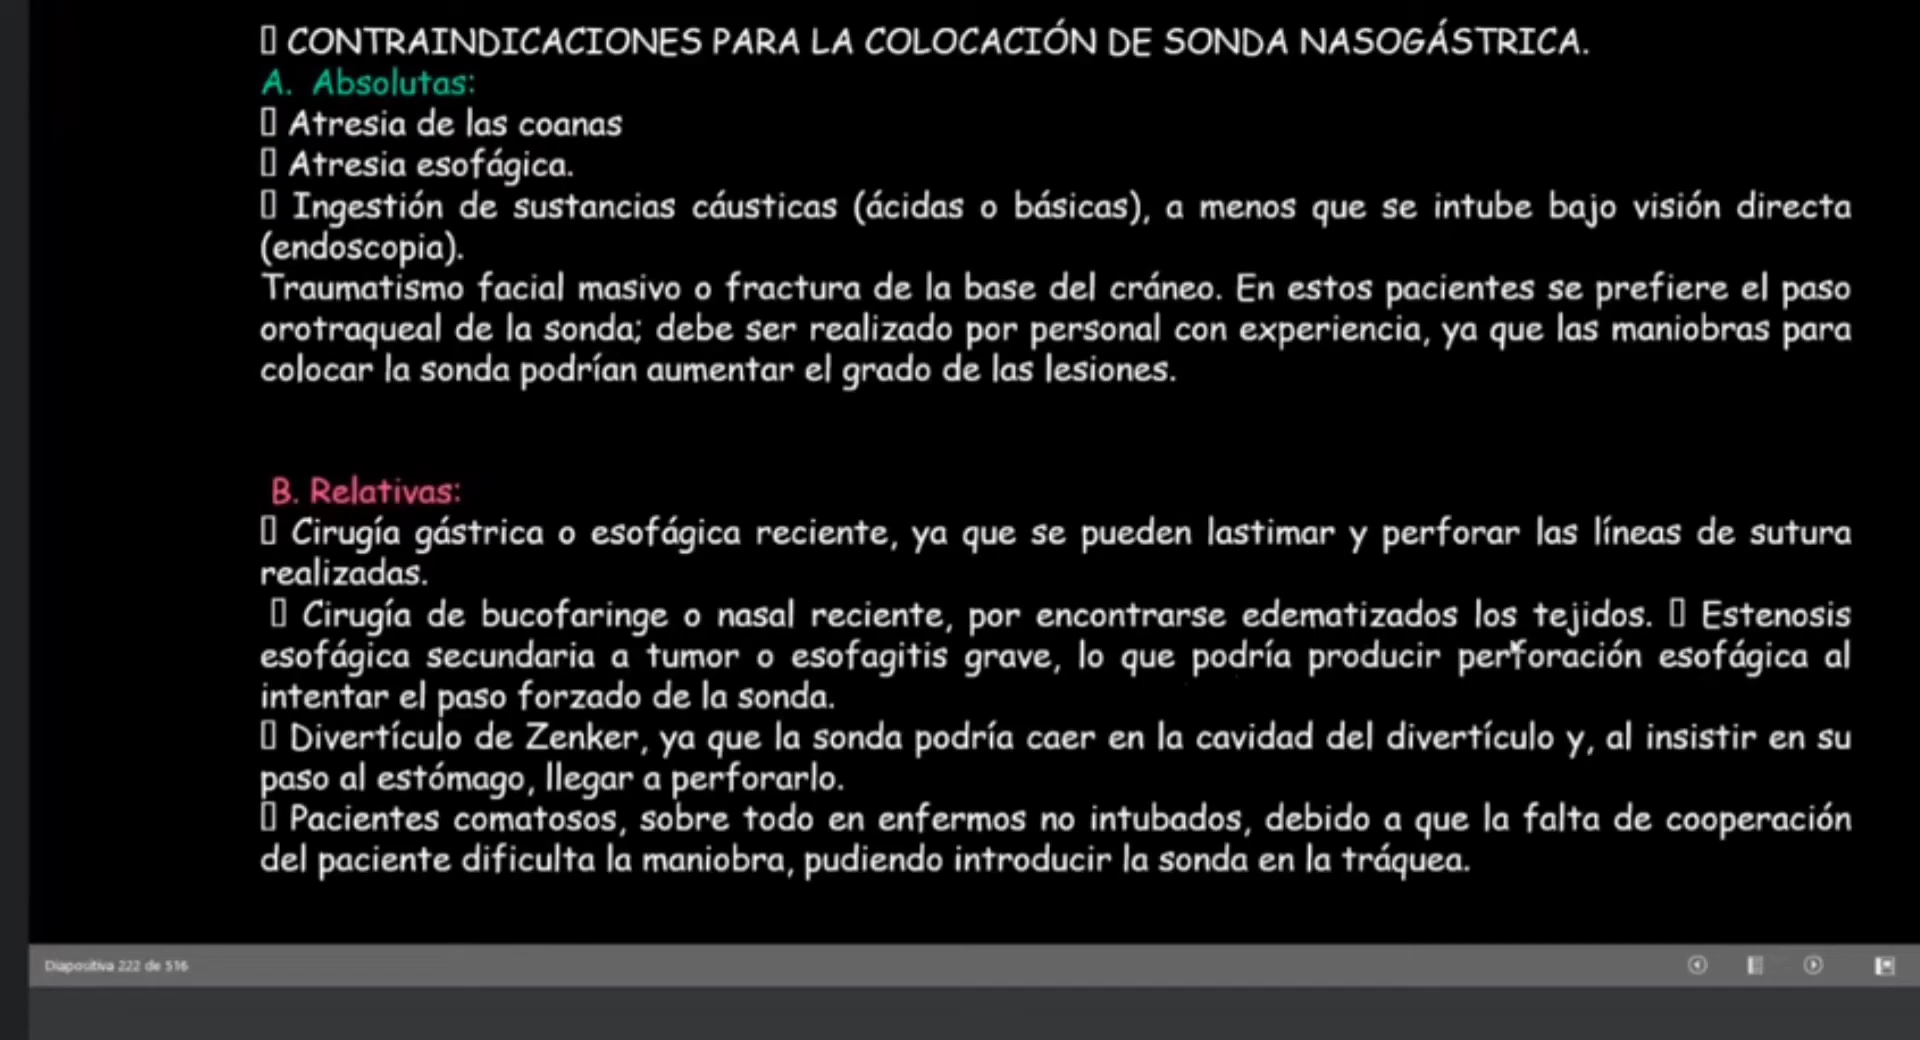 ▯ CONTRAINDICACIONES PARA LA COLOCACIÓN DE SONDA NASOGÁSTRICA.
A. Absolutas:
▯ Atresia de las coanas
▯ Atresia esofágica.
▯ Ingestión de sustancias cáusticas (ácidas o básicas), a menos que se intube bajo visión directa
(endoscopia).
Traumatismo facial masivo o fractura de la base del cráneo. En estos pacientes se prefiere el paso
orotraqueal de la sonda; debe ser realizado por personal con experiencia, ya que las maniobras para
colocar la sonda podrían aumentar el grado de las lesiones.
B. Relativas:
▯ Cirugía gástrica o esofágica reciente, ya que se pueden lastimar y perforar las líneas de sutura
realizadas.
▯ Cirugía de bucofaringe o nasal reciente, por encontrarse edematizados los tejidos. ▯ Estenosis
esofágica secundaria a tumor o esofagitis grave, lo que podría producir perforación esofágica al
intentar el paso forzado de la sonda.
▯ Divertículo de Zenker, ya que la sonda podría caer en la cavidad del divertículo y, al insistir en su
paso al estómago, llegar a perforarlo.
▯ Pacientes comatosos, sobre todo en enfermos no intubados, debido a que la falta de cooperación
del paciente dificulta la maniobra, pudiendo introducir la sonda en la tráquea.
Diapositiva 222 de 516